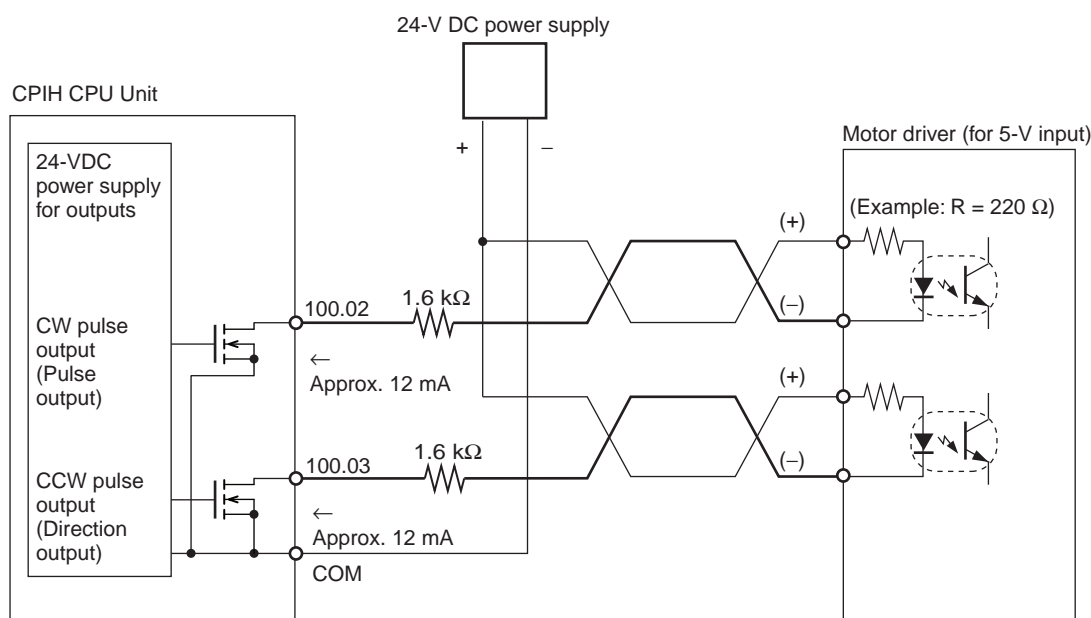 24-V DC power supply
CPIH CPU Unit
+
−
Motor driver (for 5-V input)
24-VDC
power supply
for outputs
(Example: R = 220 Ω)
(+)
100.02
1.6 kΩ
(−)
CW pulse
output
(Pulse
output)
←
Approx. 12 mA
(+)
100.03
1.6 kΩ
(−)
CCW pulse
output
(Direction
output)
←
Approx. 12 mA
COM